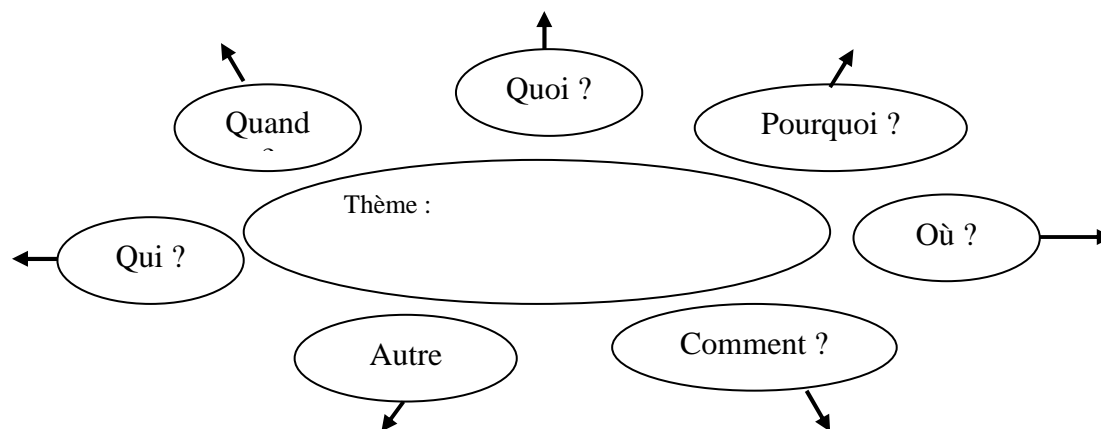 Quoi ?
Quand
Pourquoi ?
Thème :
Où ?
Qui ?
Comment ?
Autre